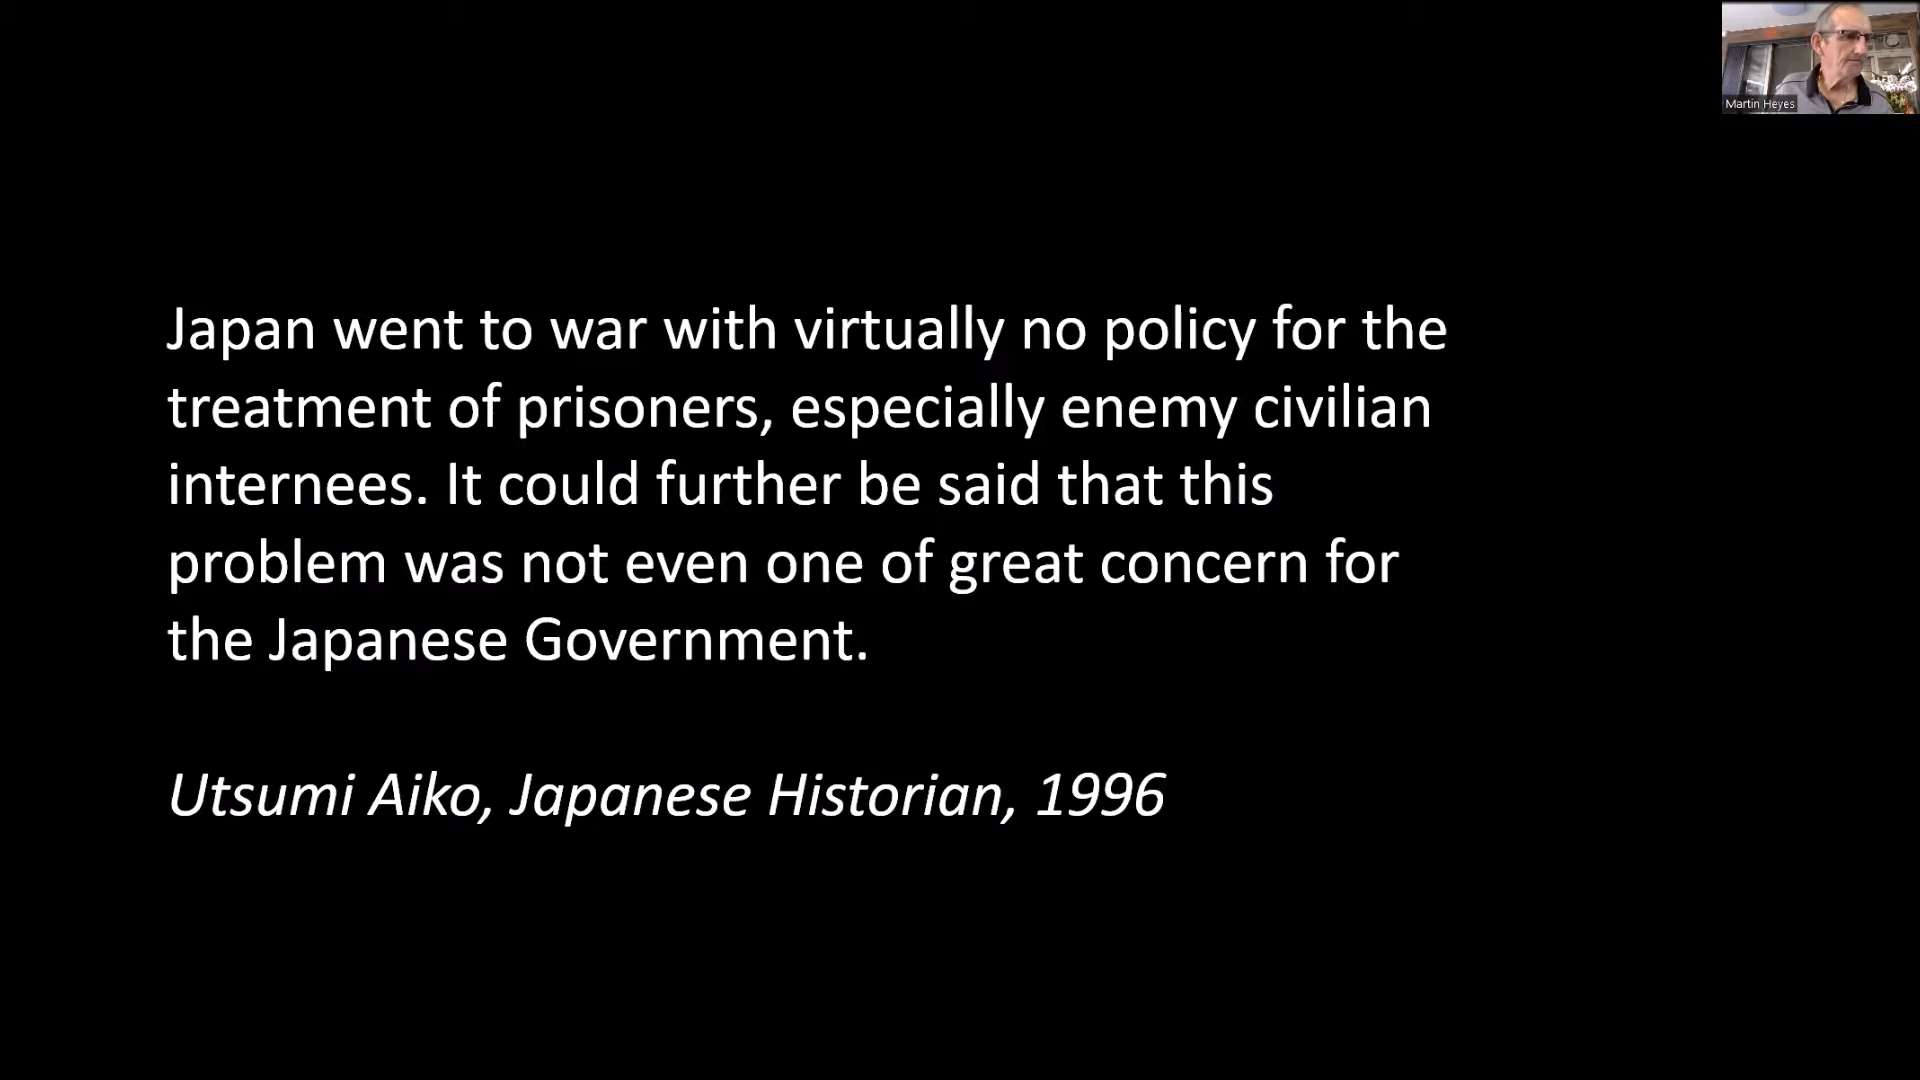 Martin Heyes
Japan went to war with virtually no policy for the
treatment of prisoners, especially enemy civilian
internees. It could further be said that this
problem was not even one of great concern for
the Japanese Government.
Utsumi Aiko, Japanese Historian, 1996